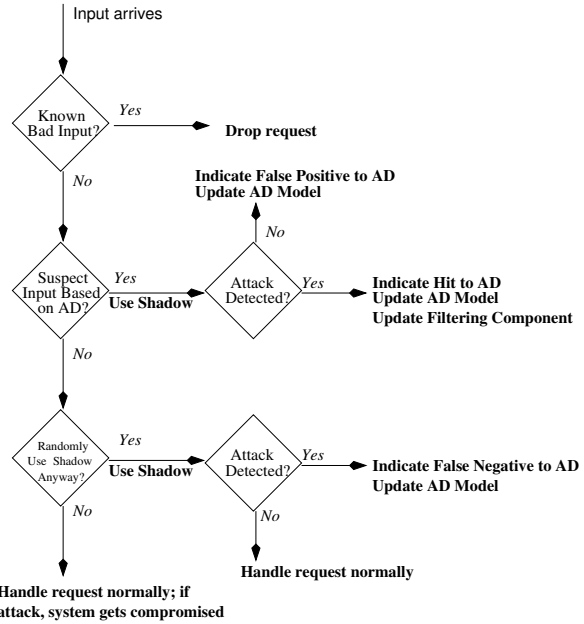 Input arrives
Known
Bad Input?
Yes
Drop request
No
Indicate False Positive to AD
Update AD Model
No
Suspect
Input Based
on AD?
Yes
Use Shadow
Attack
Detected?
Yes
Indicate Hit to AD
Update AD Model
Update Filtering Component
No
Randomly
Use Shadow
Anyway?
Yes
Use Shadow
Attack
Detected?
Yes
Indicate False Negative to AD
Update AD Model
No
No
Handle request normally
Handle request normally; if
attack, system gets compromised